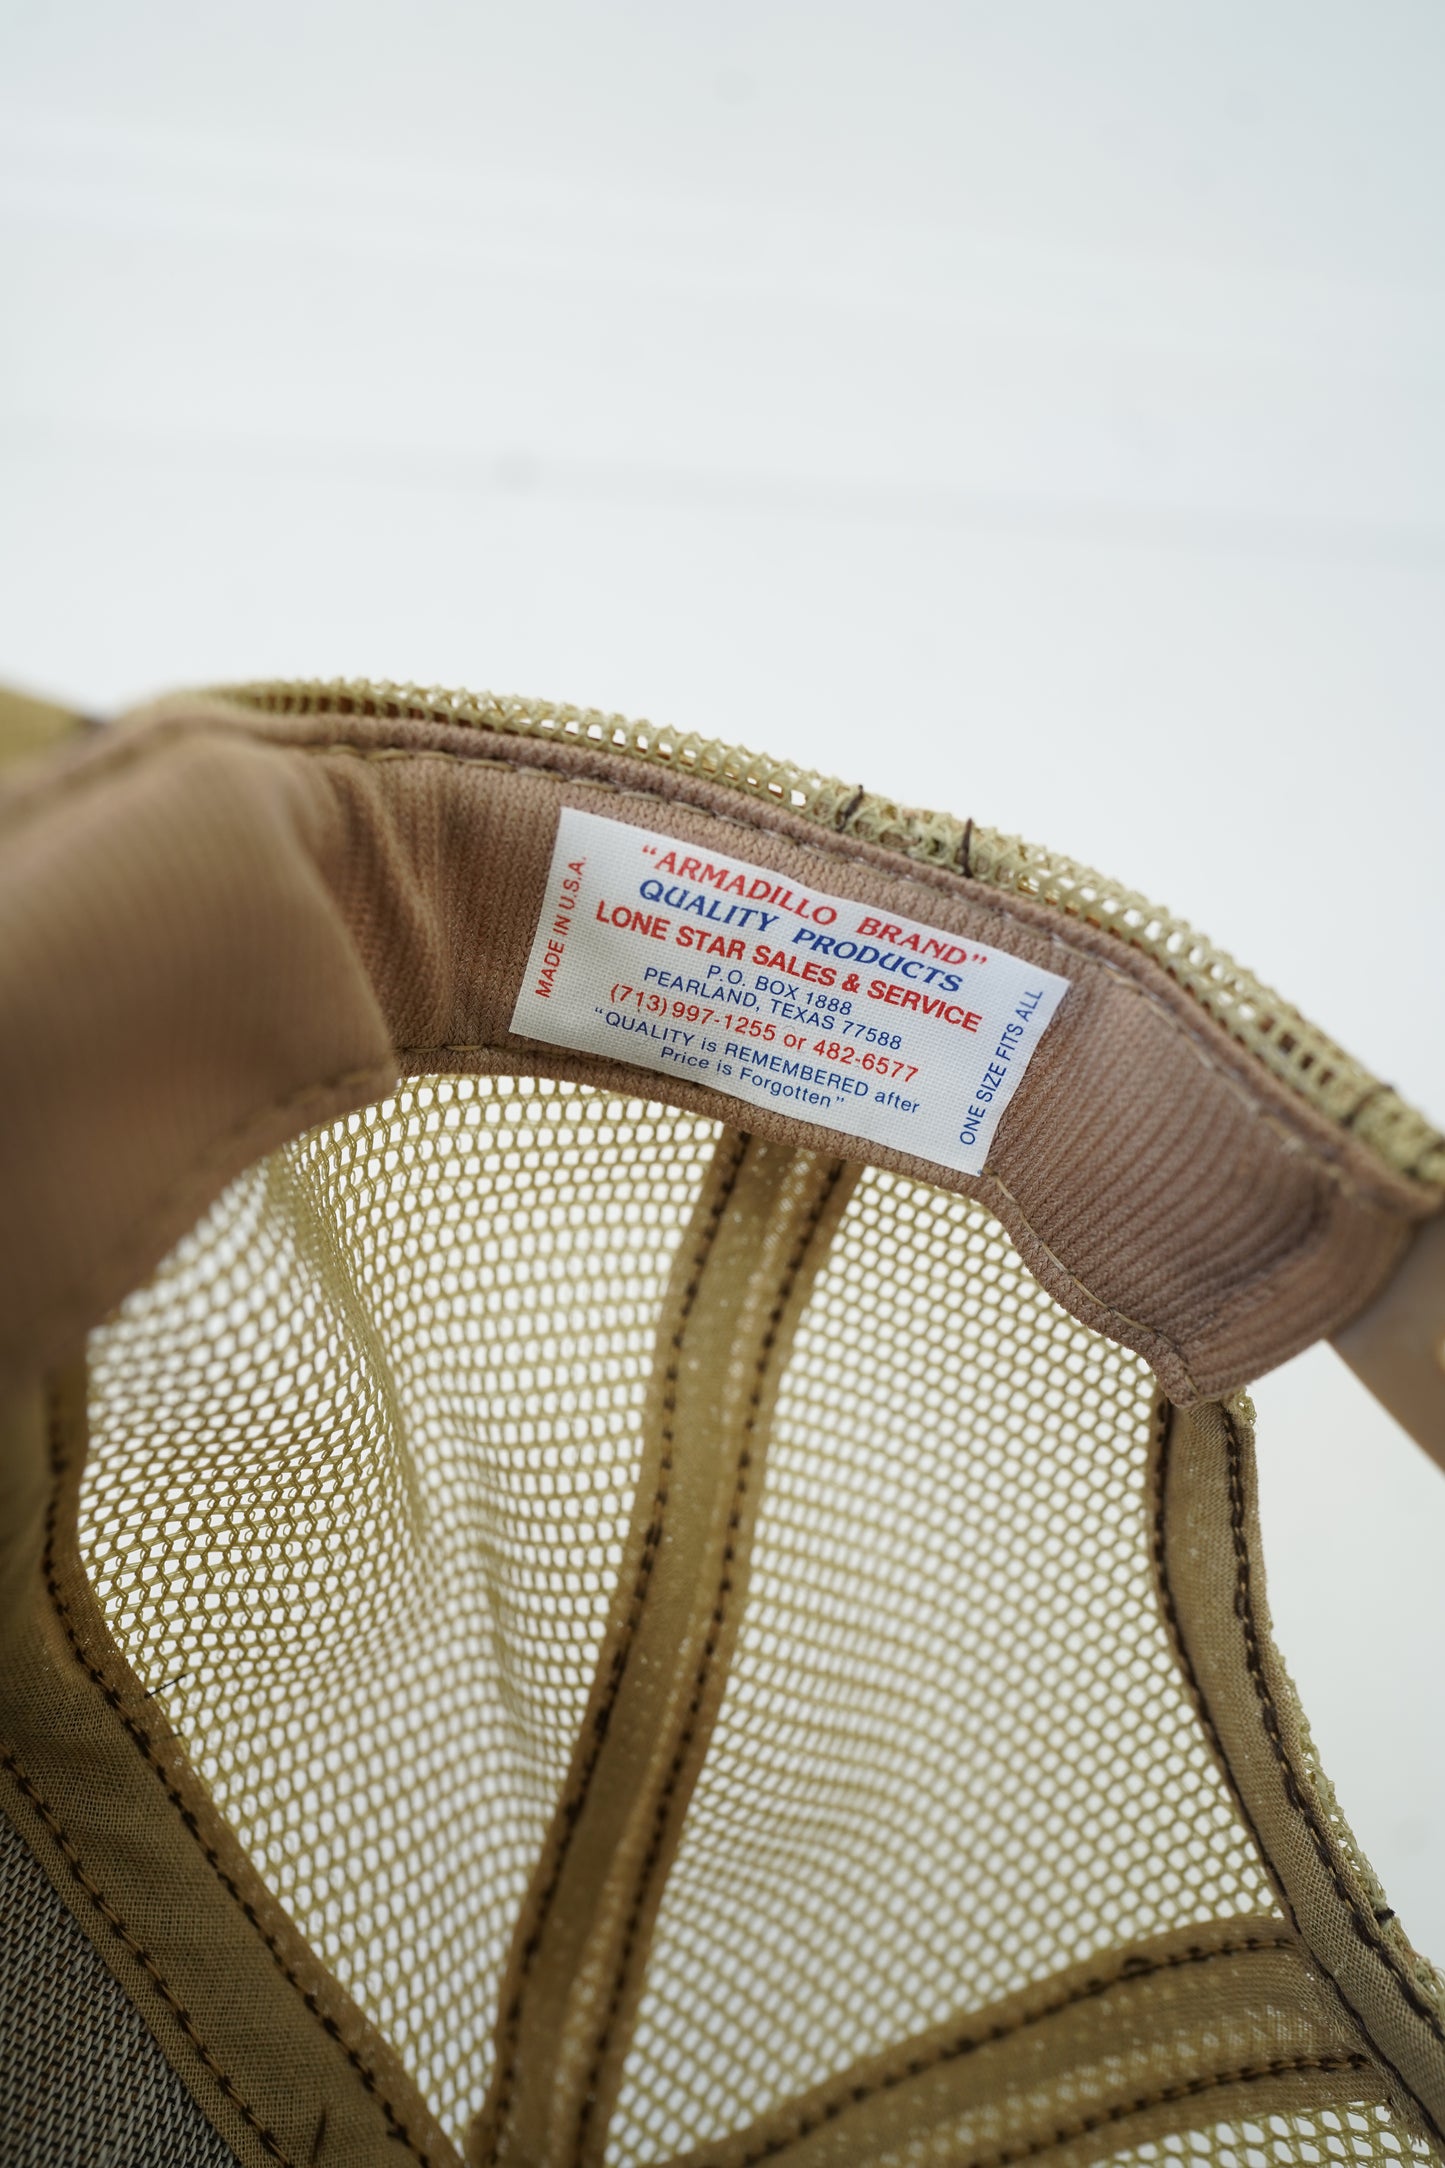 MADE IN U.S.A.
“ARMADILLO BRAND”
QUALITY PRODUCTS
LONE STAR SALES & SERVICE
P.O. BOX 1888
PEARLAND, TEXAS 77588
(713) 997-1255 or 482-6577
“QUALITY is REMEMBERED after
Price is Forgotten”
ONE SIZE FITS ALL